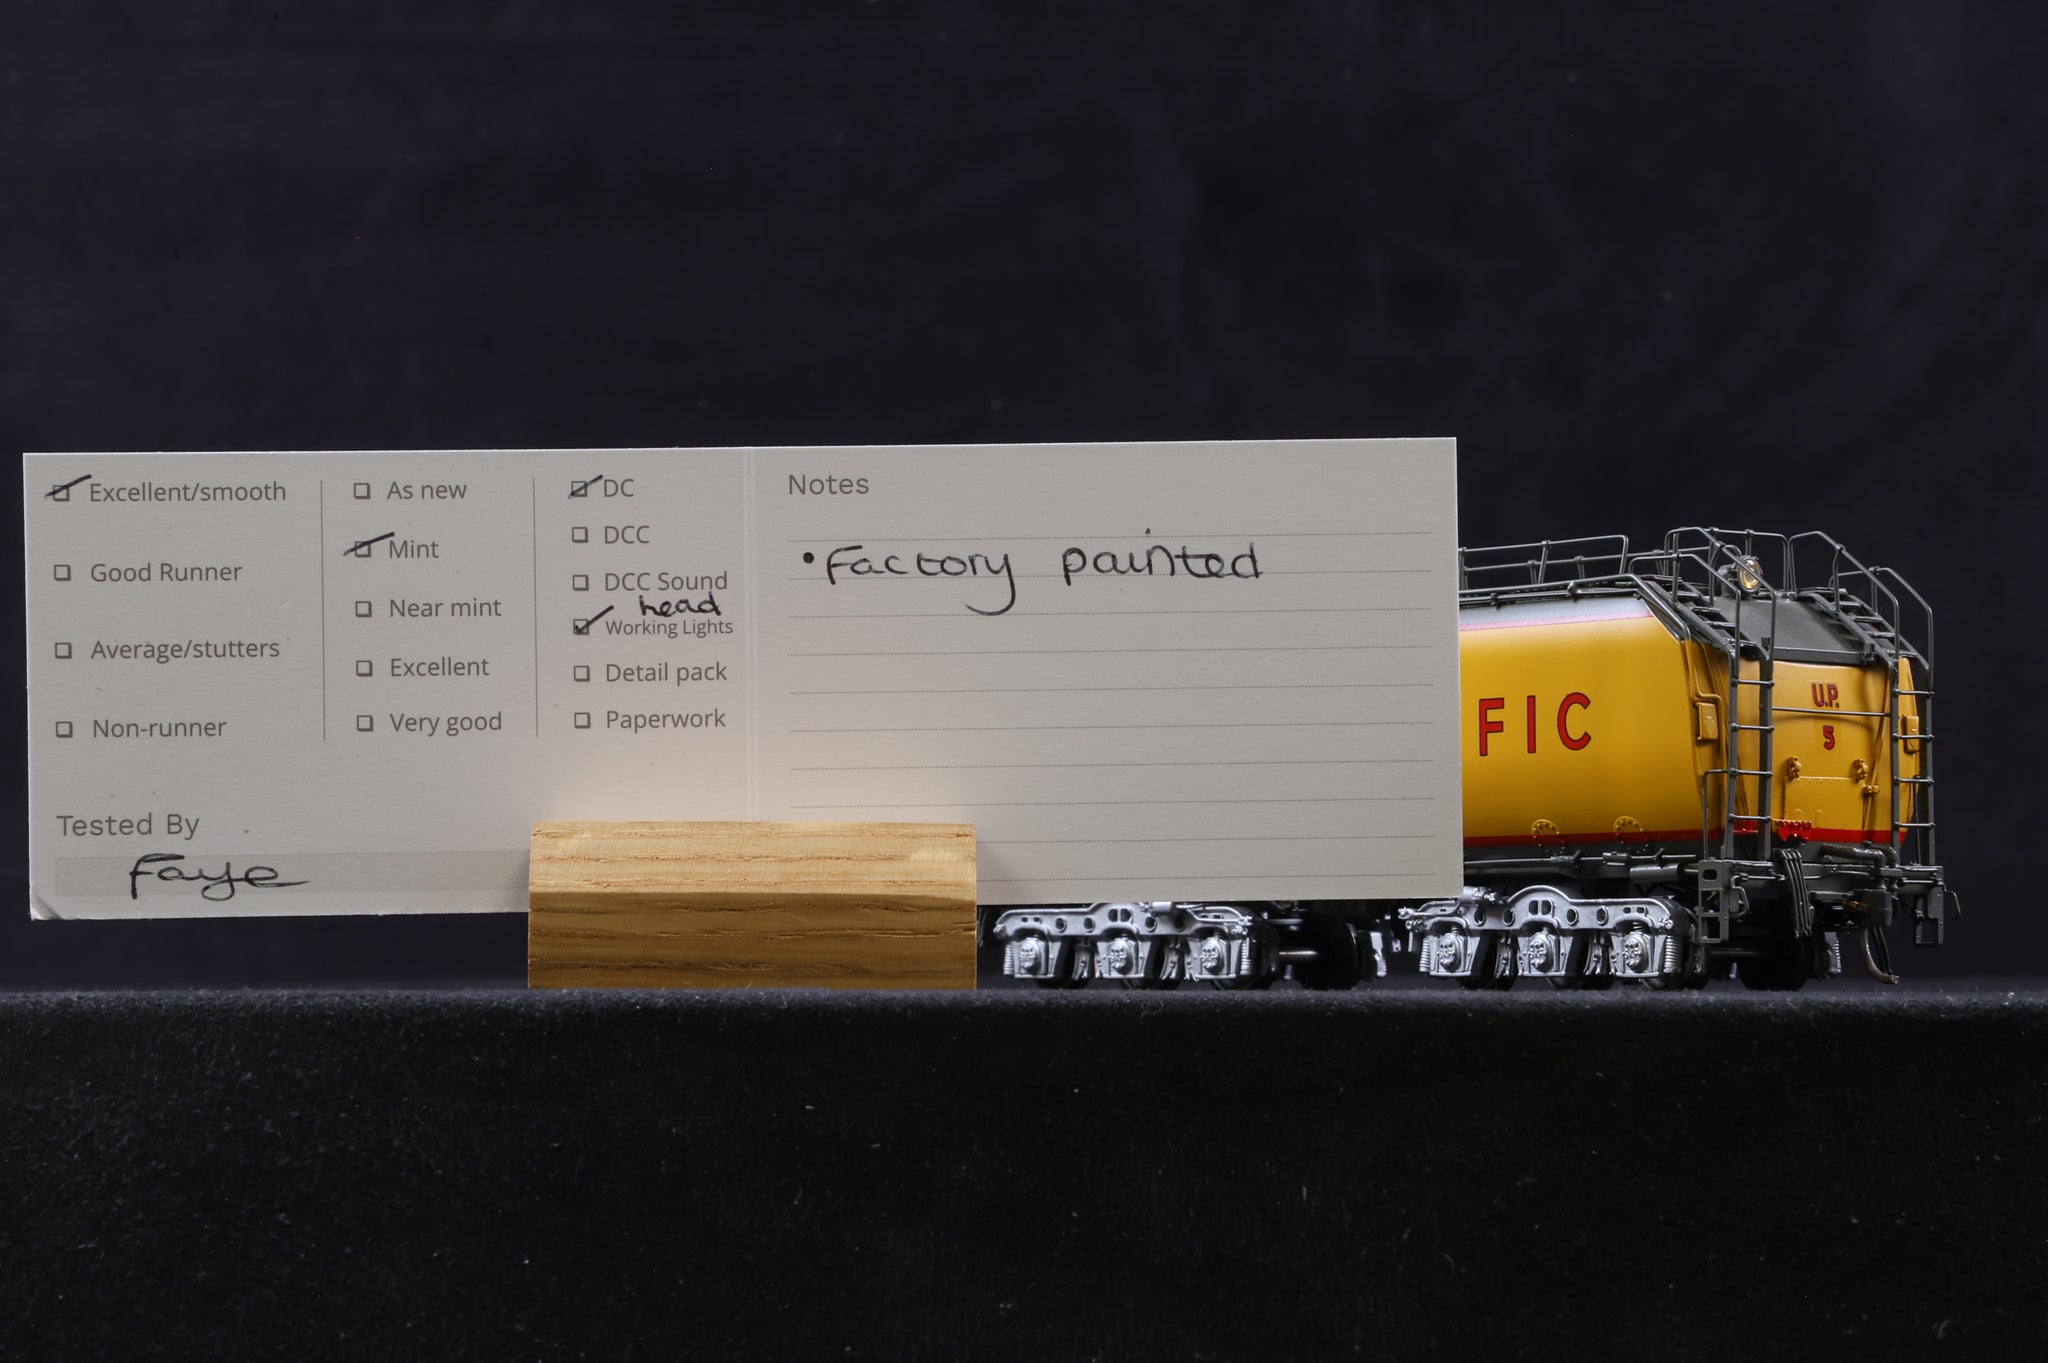 Excellent/smooth
Good Runner
Average/stutters
Non-runner
As new
Mint
Near mint
Excellent
Very good
DC
DCC
DCC Sound
head
Working Lights
Detail pack
Paperwork
Tested By
Faye
Notes
•Factory painted
FIC
U.P.
5